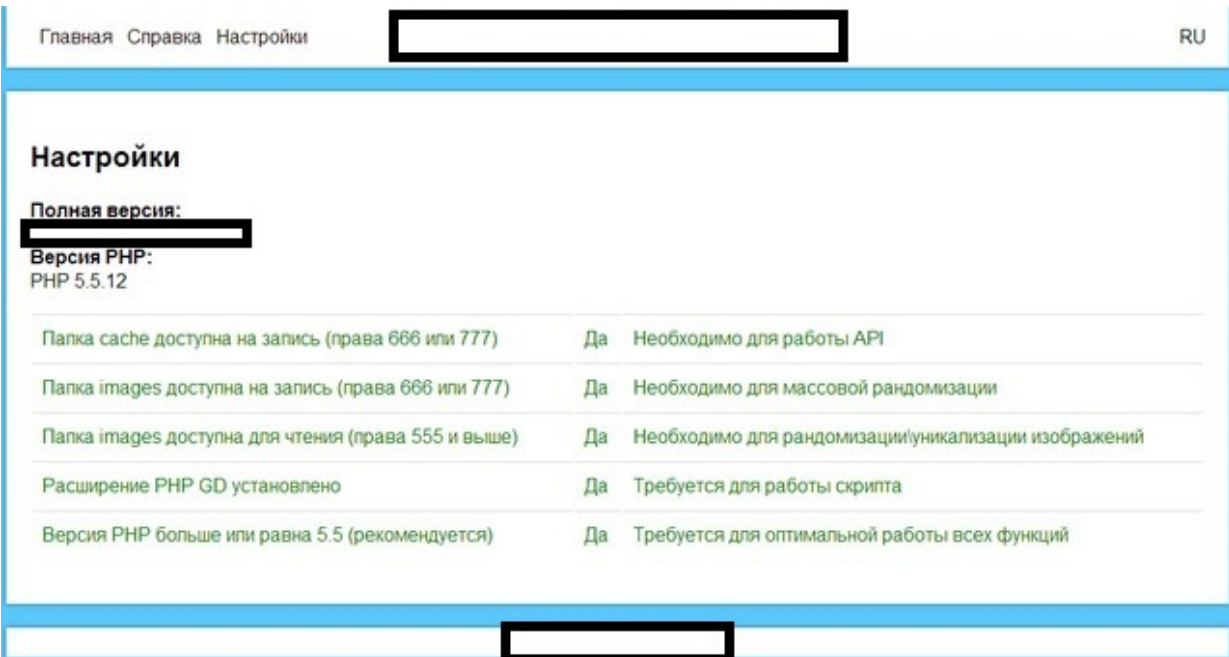 Главная Справка Настройки RU
Настройки
Полная версия:
Версия PHP:
PHP 5.5.12
Папка cache доступна на запись (права 666 или 777) Да Необходимо для работы API
Папка images доступна на запись (права 666 или 777) Да Необходимо для массовой рандомизации
Папка images доступна для чтения (права 555 и выше) Да Необходимо для рандомизации\уникализации изображений
Расширение PHP GD установлено Да Требуется для работы скрипта
Версия PHP больше или равна 5.5 (рекомендуется) Да Требуется для оптимальной работы всех функций